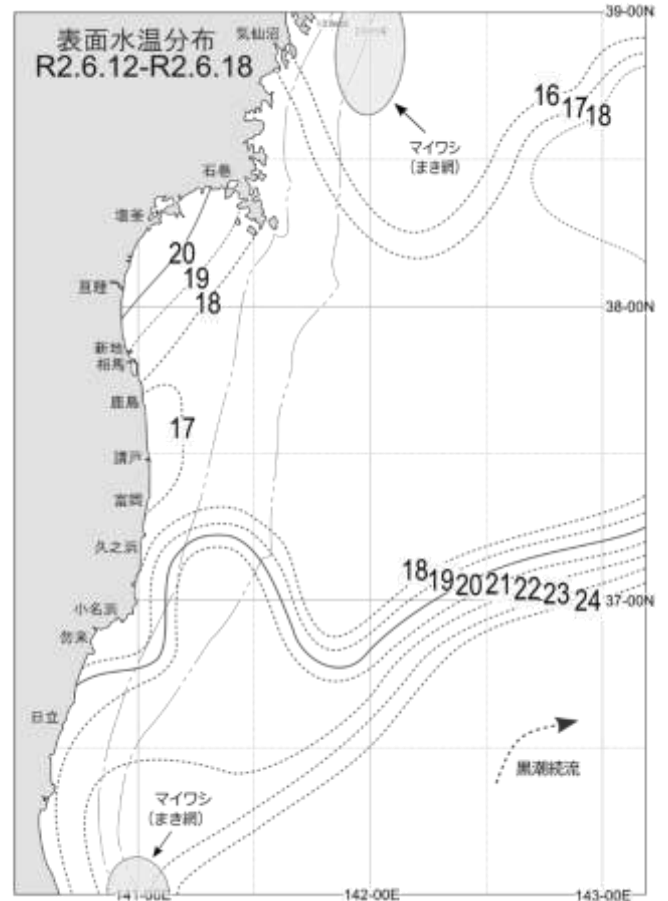 表面水温分布
R2.6.12-R2.6.18
39-00N
気仙沼
16
17
18
マイワシ
(まき網)
石巻
塩釜
20
19
18
亘理
38-00N
新地
相馬
鹿島
17
請戸
富岡
久之浜
18
19
20
21
22
23
24
37-00N
小名浜
勿来
日立
黒潮続流
マイワシ
(まき網)
141-00E
142-00E
143-00E